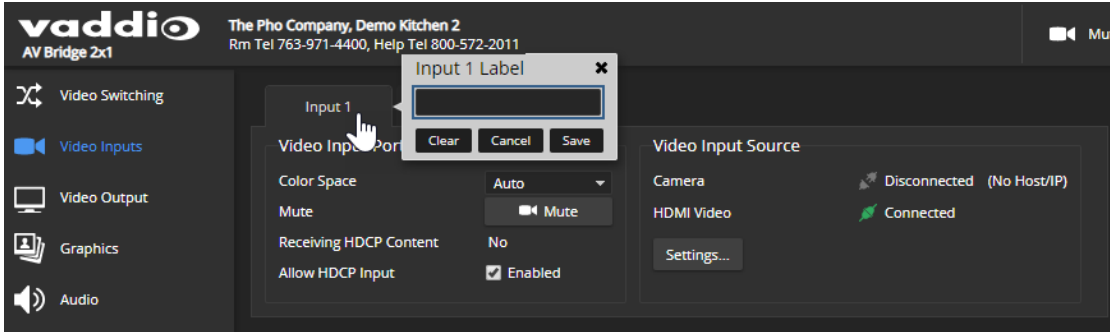 vaddio
AV Bridge 2x1
The Pho Company, Demo Kitchen 2
Rm Tel 763-971-4400, Help Tel 800-572-2011
Mu
Video Switching
Video Inputs
Video Output
Graphics
Audio
Input 1
Input 1 Label
Clear
Cancel
Save
Video Input Por
Color Space
Auto
Mute
Mute
Receiving HDCP Content
No
Allow HDCP Input
Enabled
Video Input Source
Camera
Disconnected (No Host/IP)
HDMI Video
Connected
Settings...